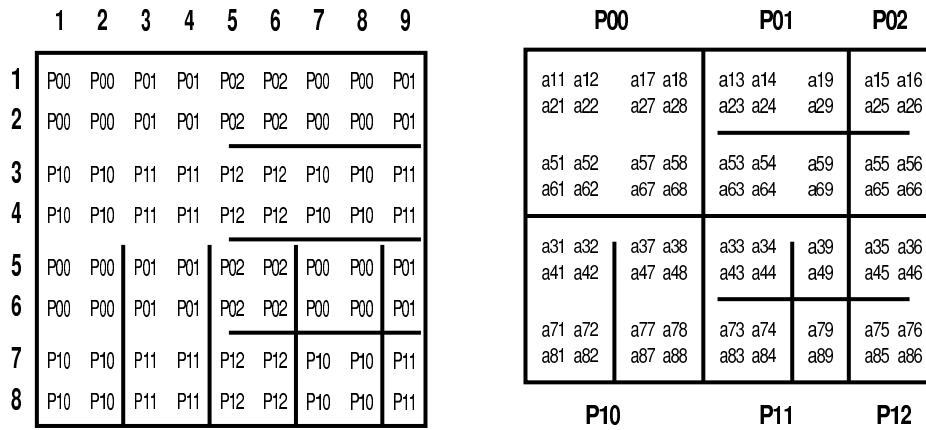 1 2 3 4 5 6 7 8 9
1 P00 P00 P01 P01 P02 P02 P00 P00 P01
2 P00 P00 P01 P01 P02 P02 P00 P00 P01
3 P10 P10 P11 P11 P12 P12 P10 P10 P11
4 P10 P10 P11 P11 P12 P12 P10 P10 P11
5 P00 P00 P01 P01 P02 P02 P00 P00 P01
6 P00 P00 P01 P01 P02 P02 P00 P00 P01
7 P10 P10 P11 P11 P12 P12 P10 P10 P11
8 P10 P10 P11 P11 P12 P12 P10 P10 P11
P00 P01 P02
a11 a12 a17 a18 a13 a14 a19 a15 a16
a21 a22 a27 a28 a23 a24 a29 a25 a26
a51 a52 a57 a58 a53 a54 a59 a55 a56
a61 a62 a67 a68 a63 a64 a69 a65 a66
a31 a32 a37 a38 a33 a34 a39 a35 a36
a41 a42 a47 a48 a43 a44 a49 a45 a46
a71 a72 a77 a78 a73 a74 a79 a75 a76
a81 a82 a87 a88 a83 a84 a89 a85 a86
P10 P11 P12